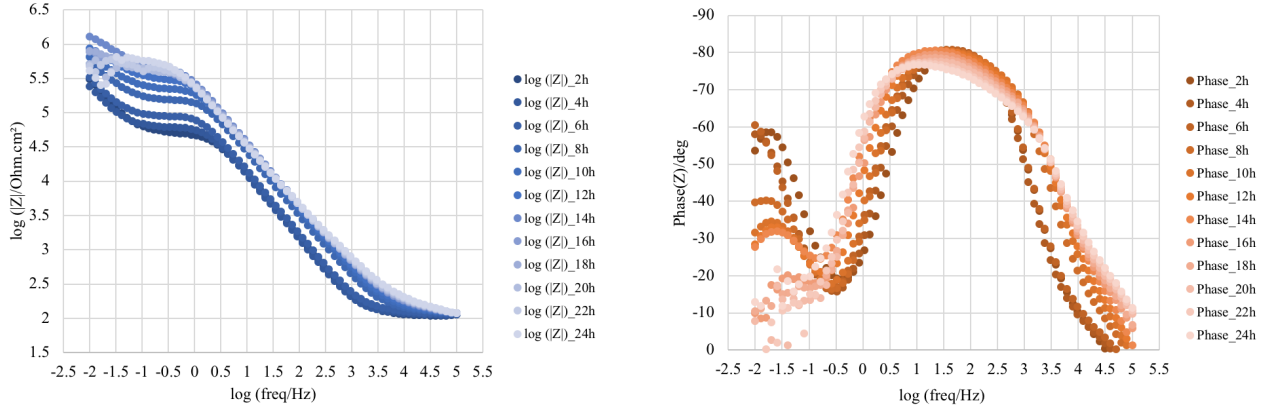 log (|Z|/Ohm.cm²)
6.5
6
5.5
5
4.5
4
3.5
3
2.5
2
1.5
-2.5 -2 -1.5 -1 -0.5 0 0.5 1 1.5 2 2.5 3 3.5 4 4.5 5 5.5
log (freq/Hz)
log (|Z|)_2h
log (|Z|)_4h
log (|Z|)_6h
log (|Z|)_8h
log (|Z|)_10h
log (|Z|)_12h
log (|Z|)_14h
log (|Z|)_16h
log (|Z|)_18h
log (|Z|)_20h
log (|Z|)_22h
log (|Z|)_24h
Phase(Z)/deg
-90
-80
-70
-60
-50
-40
-30
-20
-10
0
-2.5 -2 -1.5 -1 -0.5 0 0.5 1 1.5 2 2.5 3 3.5 4 4.5 5 5.5
log (freq/Hz)
Phase_2h
Phase_4h
Phase_6h
Phase_8h
Phase_10h
Phase_12h
Phase_14h
Phase_16h
Phase_18h
Phase_20h
Phase_22h
Phase_24h